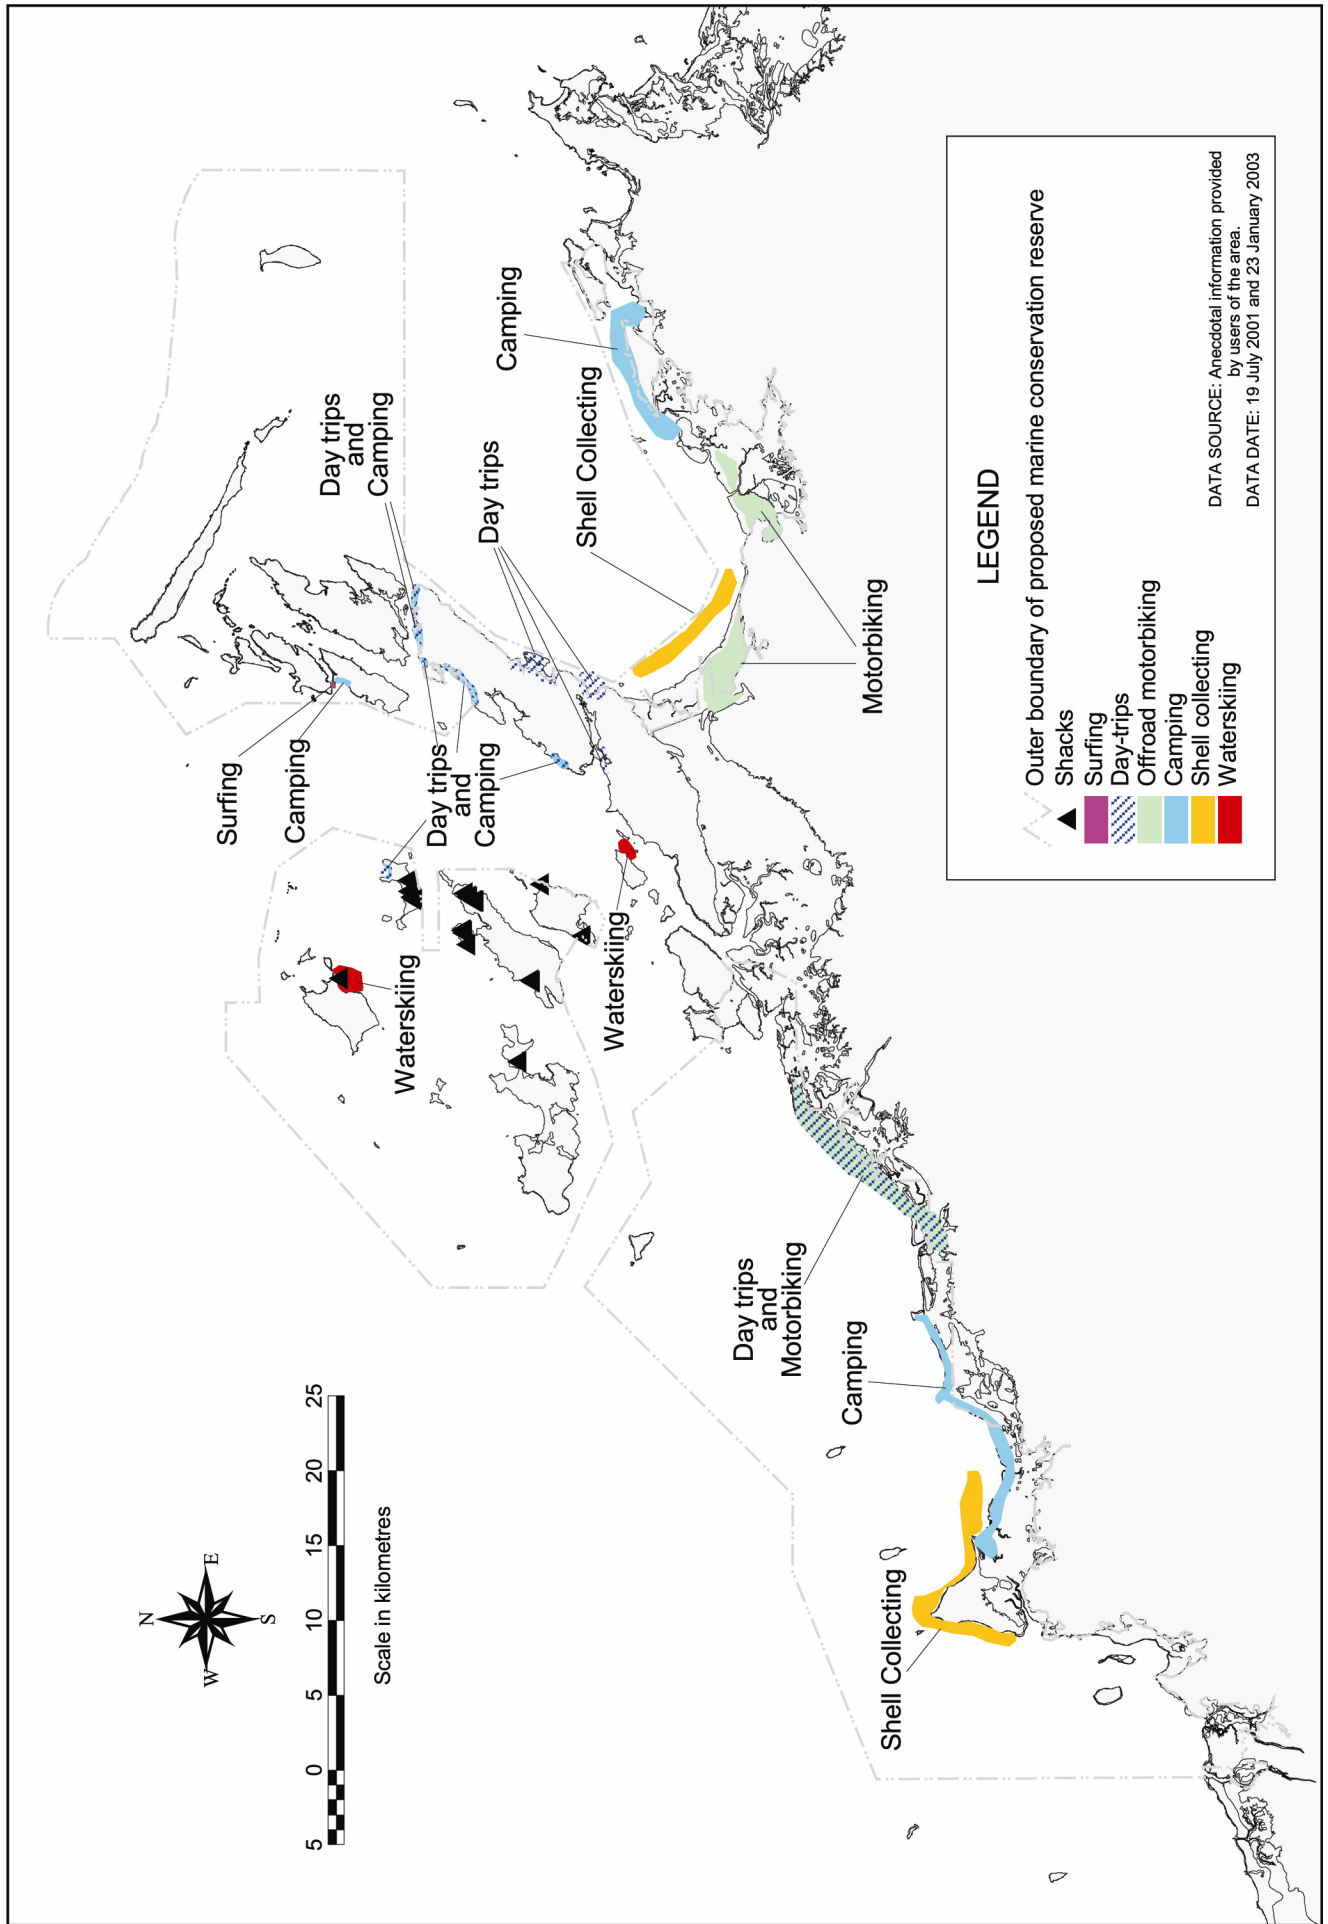 N
W
E
S
5 0 5 10 15 20 25
Scale in kilometres
Surfing
Camping
Day trips
and
Camping
Day trips
and
Camping
Day trips
Camping
Shell Collecting
Waterskiing
Waterskiing
Motorbiking
Day trips
and
Motorbiking
Camping
Shell Collecting
LEGEND
Outer boundary of proposed marine conservation reserve
Shacks
Surfing
Day-trips
Offroad motorbiking
Camping
Shell collecting
Waterskiing
DATA SOURCE: Anecdotal information provided
by users of the area.
DATA DATE: 19 July 2001 and 23 January 2003